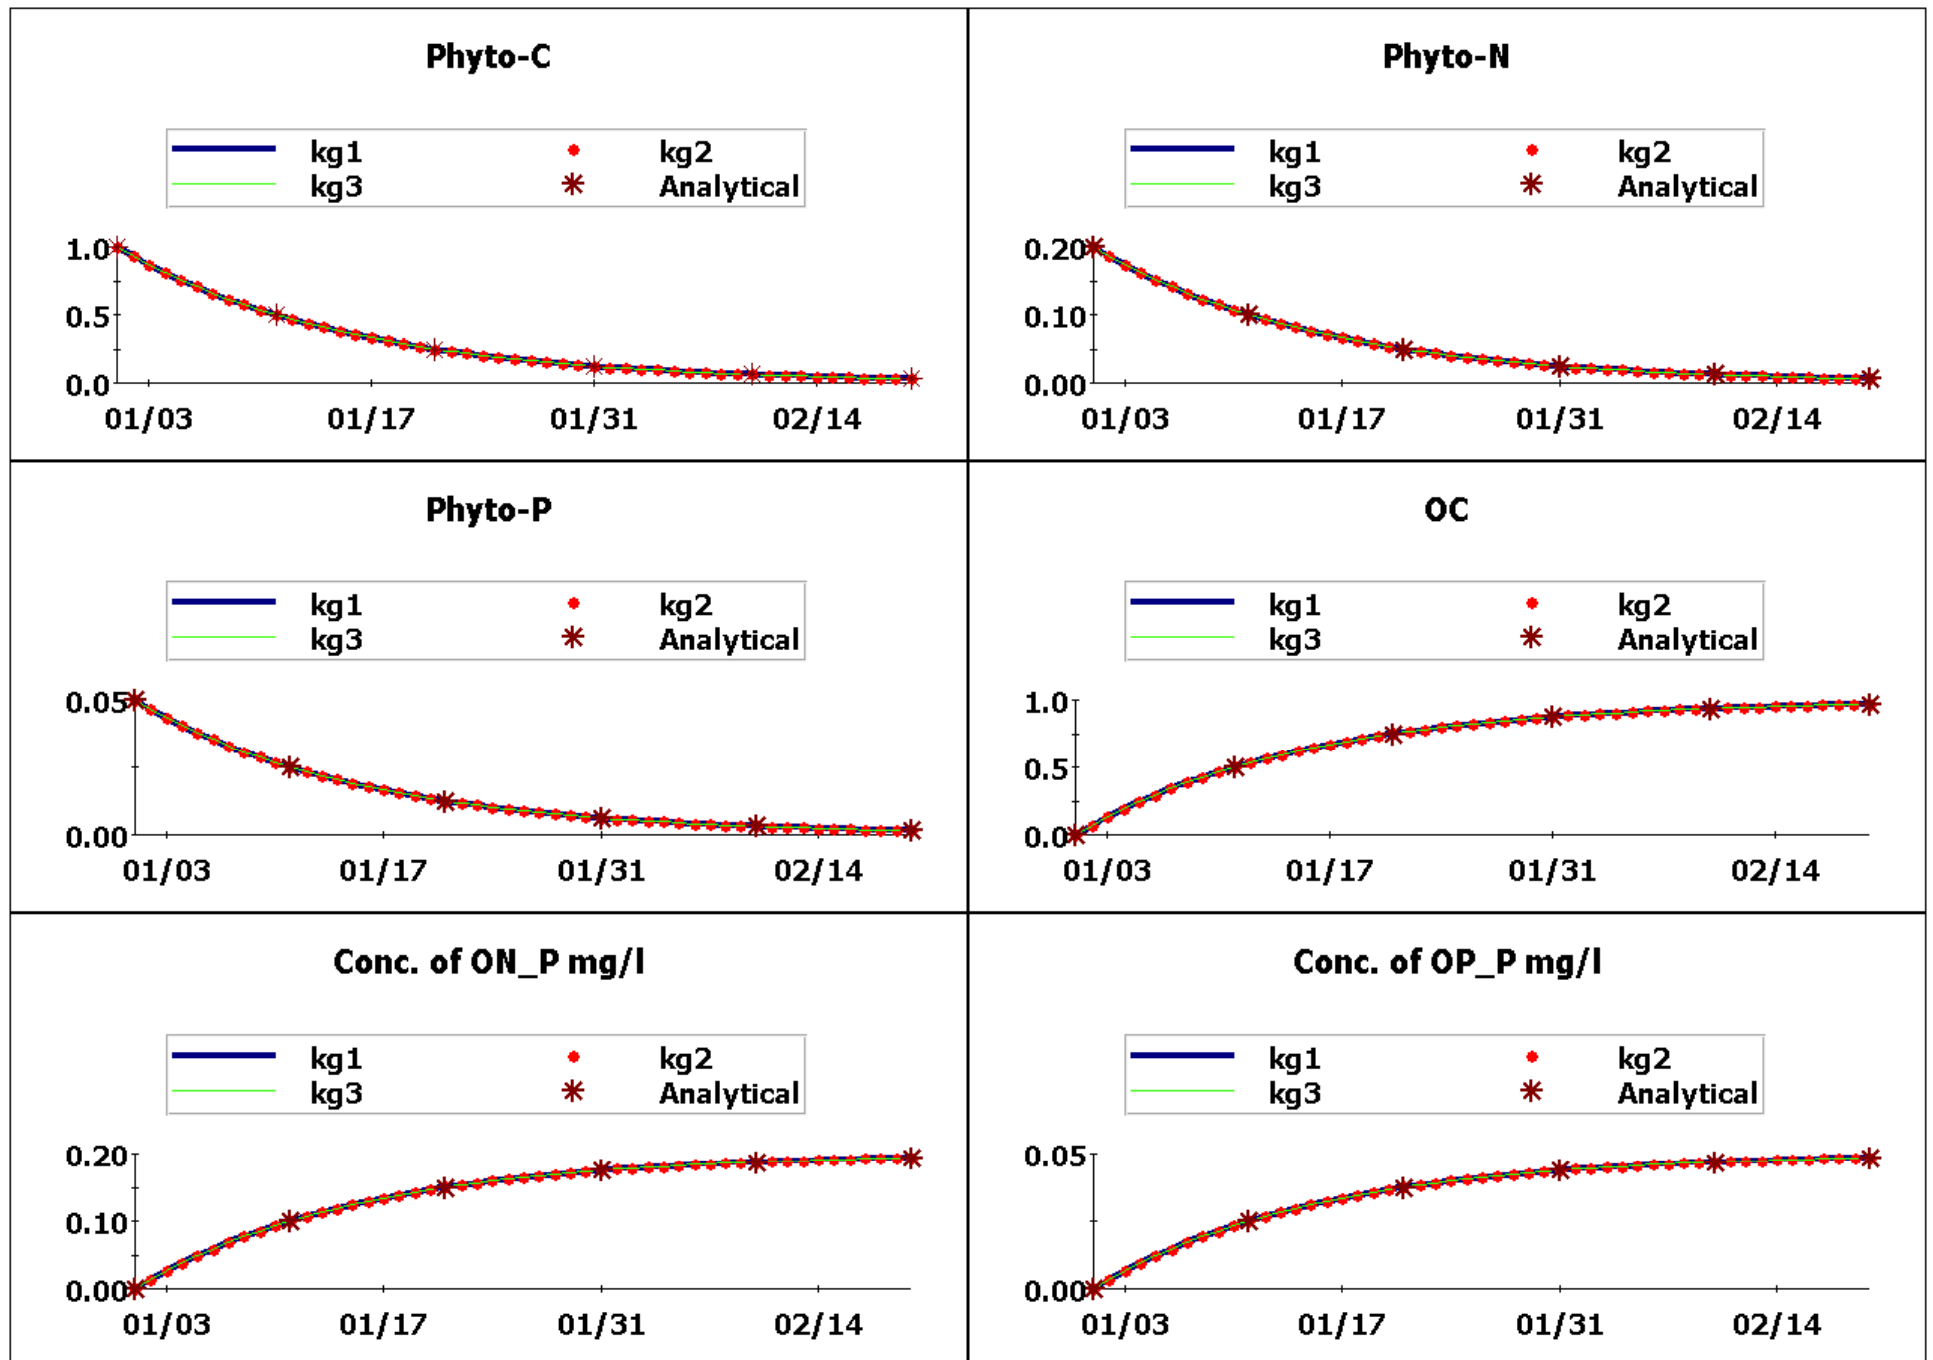 Phyto-C
kg1 kg2
kg3 Analytical
1.0
0.5
0.0
01/03 01/17 01/31 02/14
Phyto-N
kg1 kg2
kg3 Analytical
0.20
0.10
0.00
01/03 01/17 01/31 02/14
Phyto-P
kg1 kg2
kg3 Analytical
0.05
0.00
01/03 01/17 01/31 02/14
OC
kg1 kg2
kg3 Analytical
1.0
0.5
0.0
01/03 01/17 01/31 02/14
Conc. of ON_P mg/l
kg1 kg2
kg3 Analytical
0.20
0.10
0.00
01/03 01/17 01/31 02/14
Conc. of OP_P mg/l
kg1 kg2
kg3 Analytical
0.05
0.00
01/03 01/17 01/31 02/14